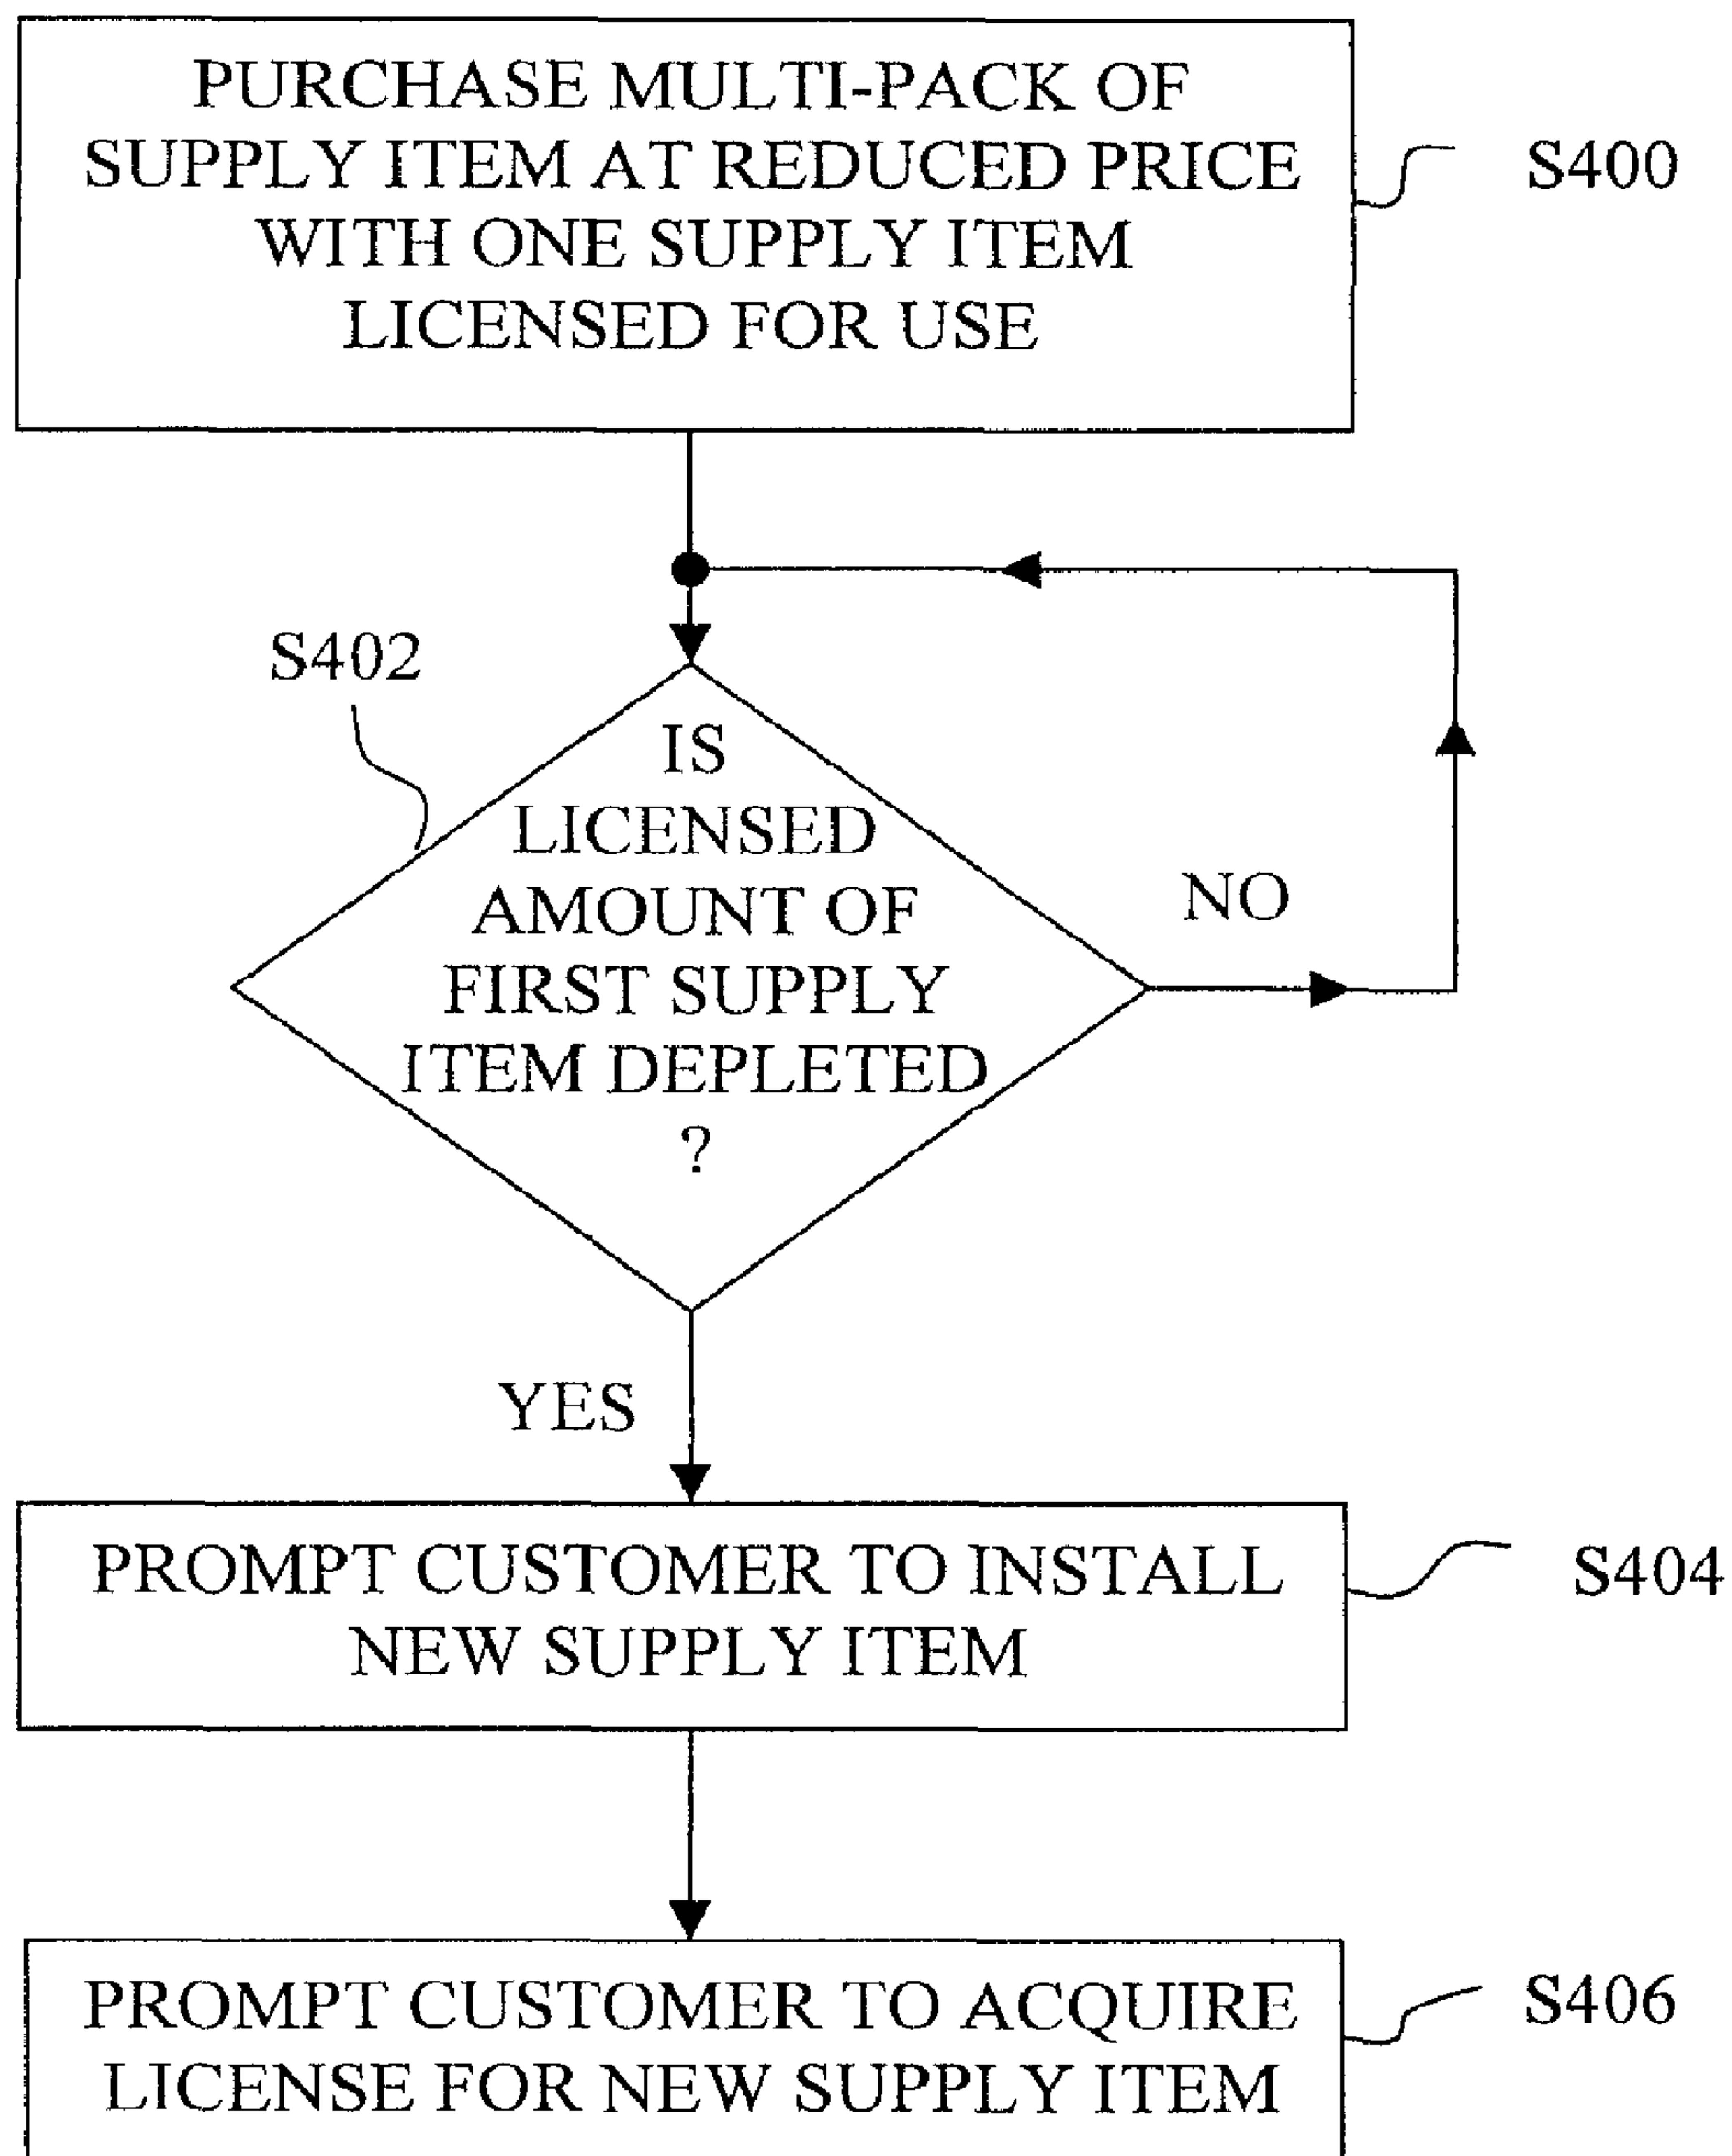 PURCHASE MULTI-PACK OF
SUPPLY ITEM AT REDUCED PRICE
WITH ONE SUPPLY ITEM
LICENSED FOR USE
S400
S402
IS
LICENSED
AMOUNT OF
FIRST SUPPLY
ITEM DEPLETED
?
NO
YES
PROMPT CUSTOMER TO INSTALL
NEW SUPPLY ITEM
S404
PROMPT CUSTOMER TO ACQUIRE
LICENSE FOR NEW SUPPLY ITEM
S406